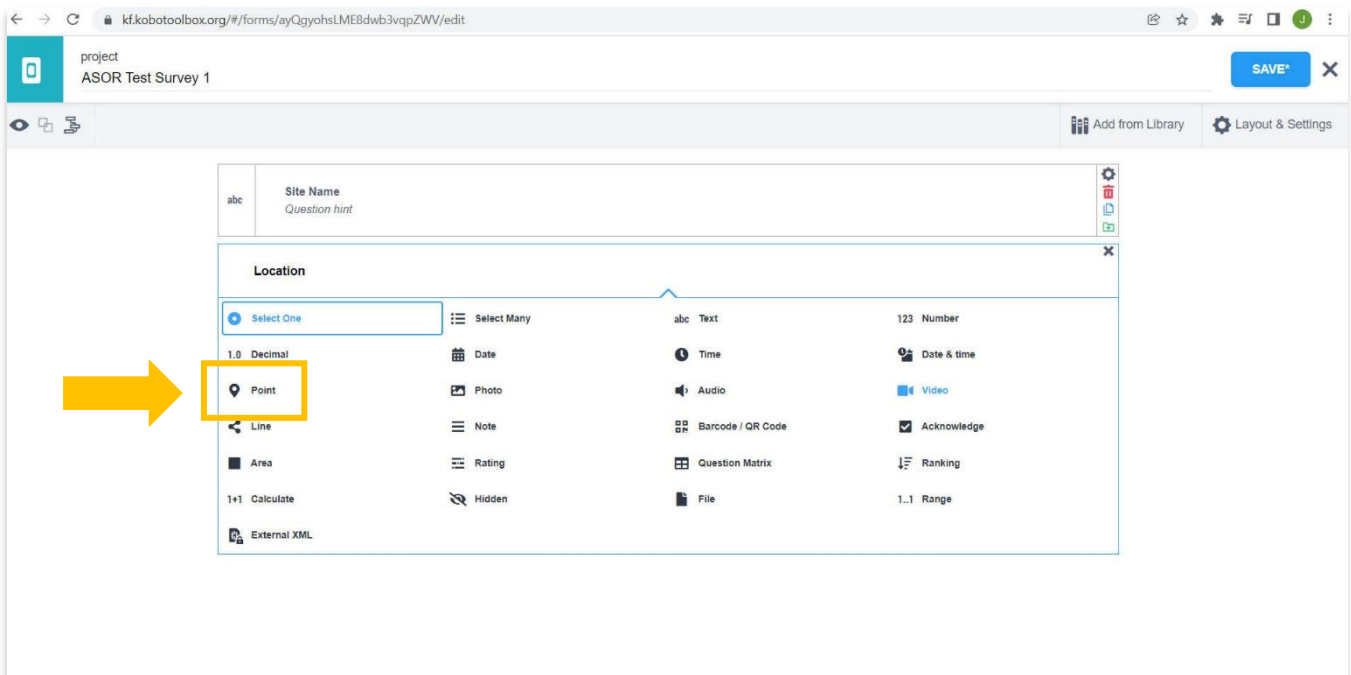 kf.kobotoolbox.org/#/forms/ayQgyohsLME8dwb3vqpZWV/edit
J
project
ASOR Test Survey 1
SAVE*
Add from Library
Layout & Settings
abc
Site Name
Question hint
Location
Select One
Select Many
abc Text
123 Number
1.0 Decimal
Date
Time
Date & time
Point
Photo
Audio
Video
Line
Note
Barcode / QR Code
Acknowledge
Area
Rating
Question Matrix
Ranking
1+1 Calculate
Hidden
File
1..1 Range
External XML